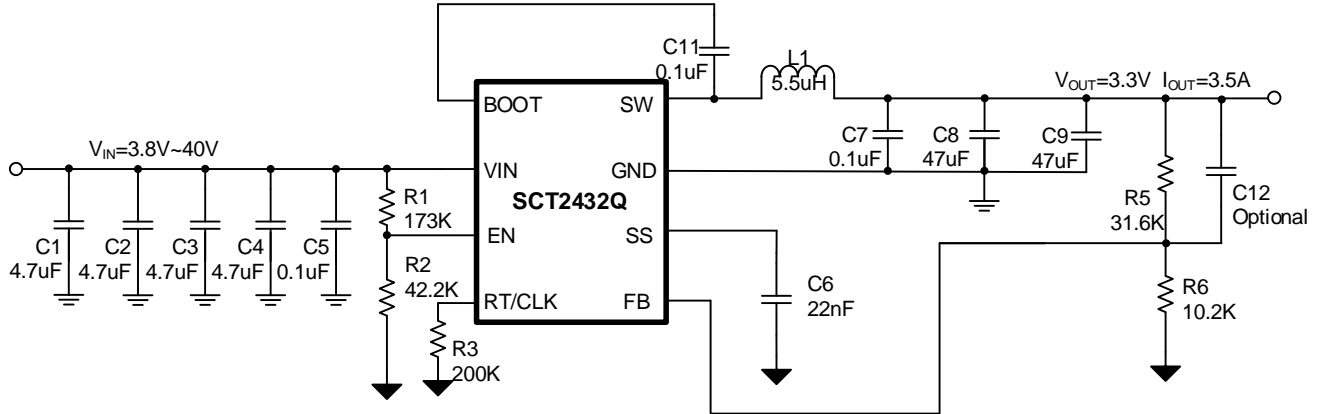 C11
0.1uF
L1
5.5uH
VOUT=3.3V IOUT=3.5A
BOOT
SW
VIN=3.8V~40V
VIN
GND
SCT2432Q
EN
SS
RT/CLK
FB
C1
4.7uF
C2
4.7uF
C3
4.7uF
C4
4.7uF
C5
0.1uF
R1
173K
R2
42.2K
R3
200K
C6
22nF
C7
0.1uF
C8
47uF
C9
47uF
R5
31.6K
C12
Optional
R6
10.2K